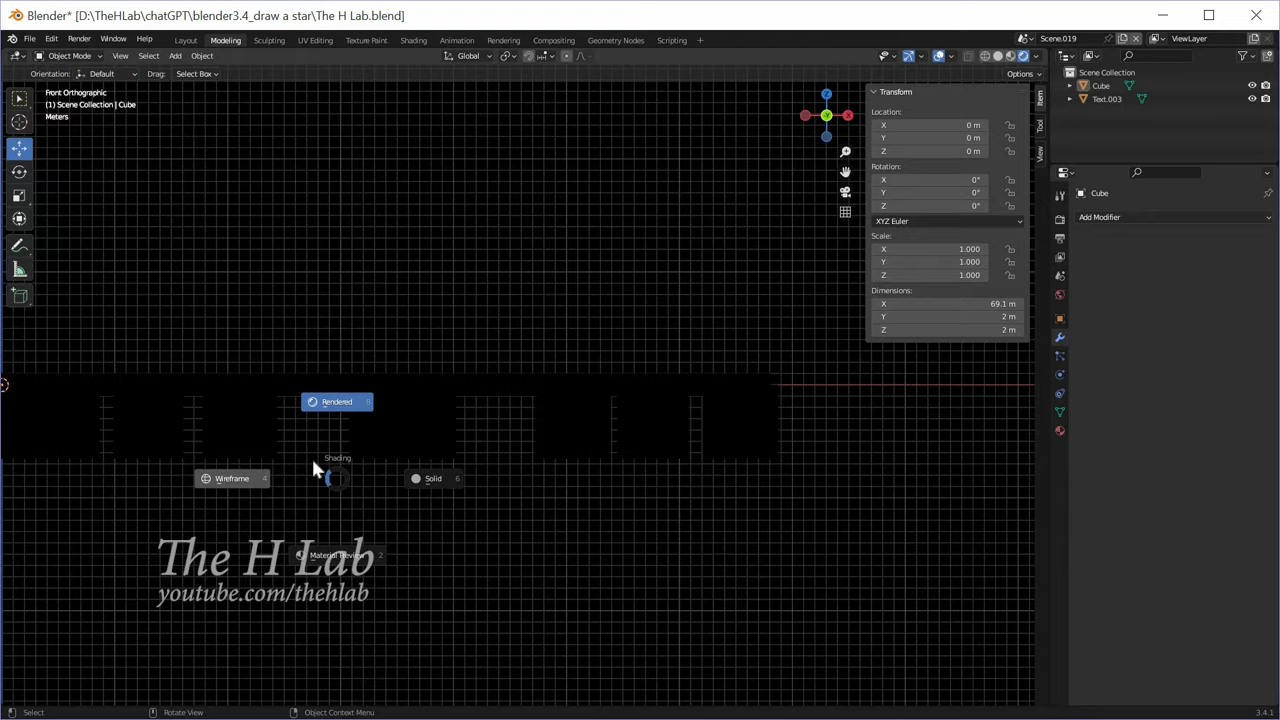 Blender* [D:\TheHLab\chatGPT\blender3.4_draw a star\The H Lab.blend]
File Edit Render Window Help Layout Modeling Sculpting UV Editing Texture Paint Shading Animation Rendering Compositing Geometry Nodes Scripting Scene.019 ViewLayer
Object Mode View Select Add Object Global
Orientation: Default Drag: Select Box Options
Scene Collection
Cube
Text.003
Front Orthographic
(1) Scene Collection | Cube
Meters
Z
X
Y
Transform
Location:
X 0 m
Y 0 m
Z 0 m
Rotation:
X 0°
Y 0°
Z 0°
XYZ Euler
Scale:
X 1.000
Y 1.000
Z 1.000
Dimensions:
X 69.1 m
Y 2 m
Z 2 m
Item
Tool
View
Cube
Add Modifier
Rendered 8
Shading
Wireframe 4
Solid 6
Material Preview 2
The H Lab
youtube.com/thehlab
Select Rotate View Object Context Menu 3.4.1